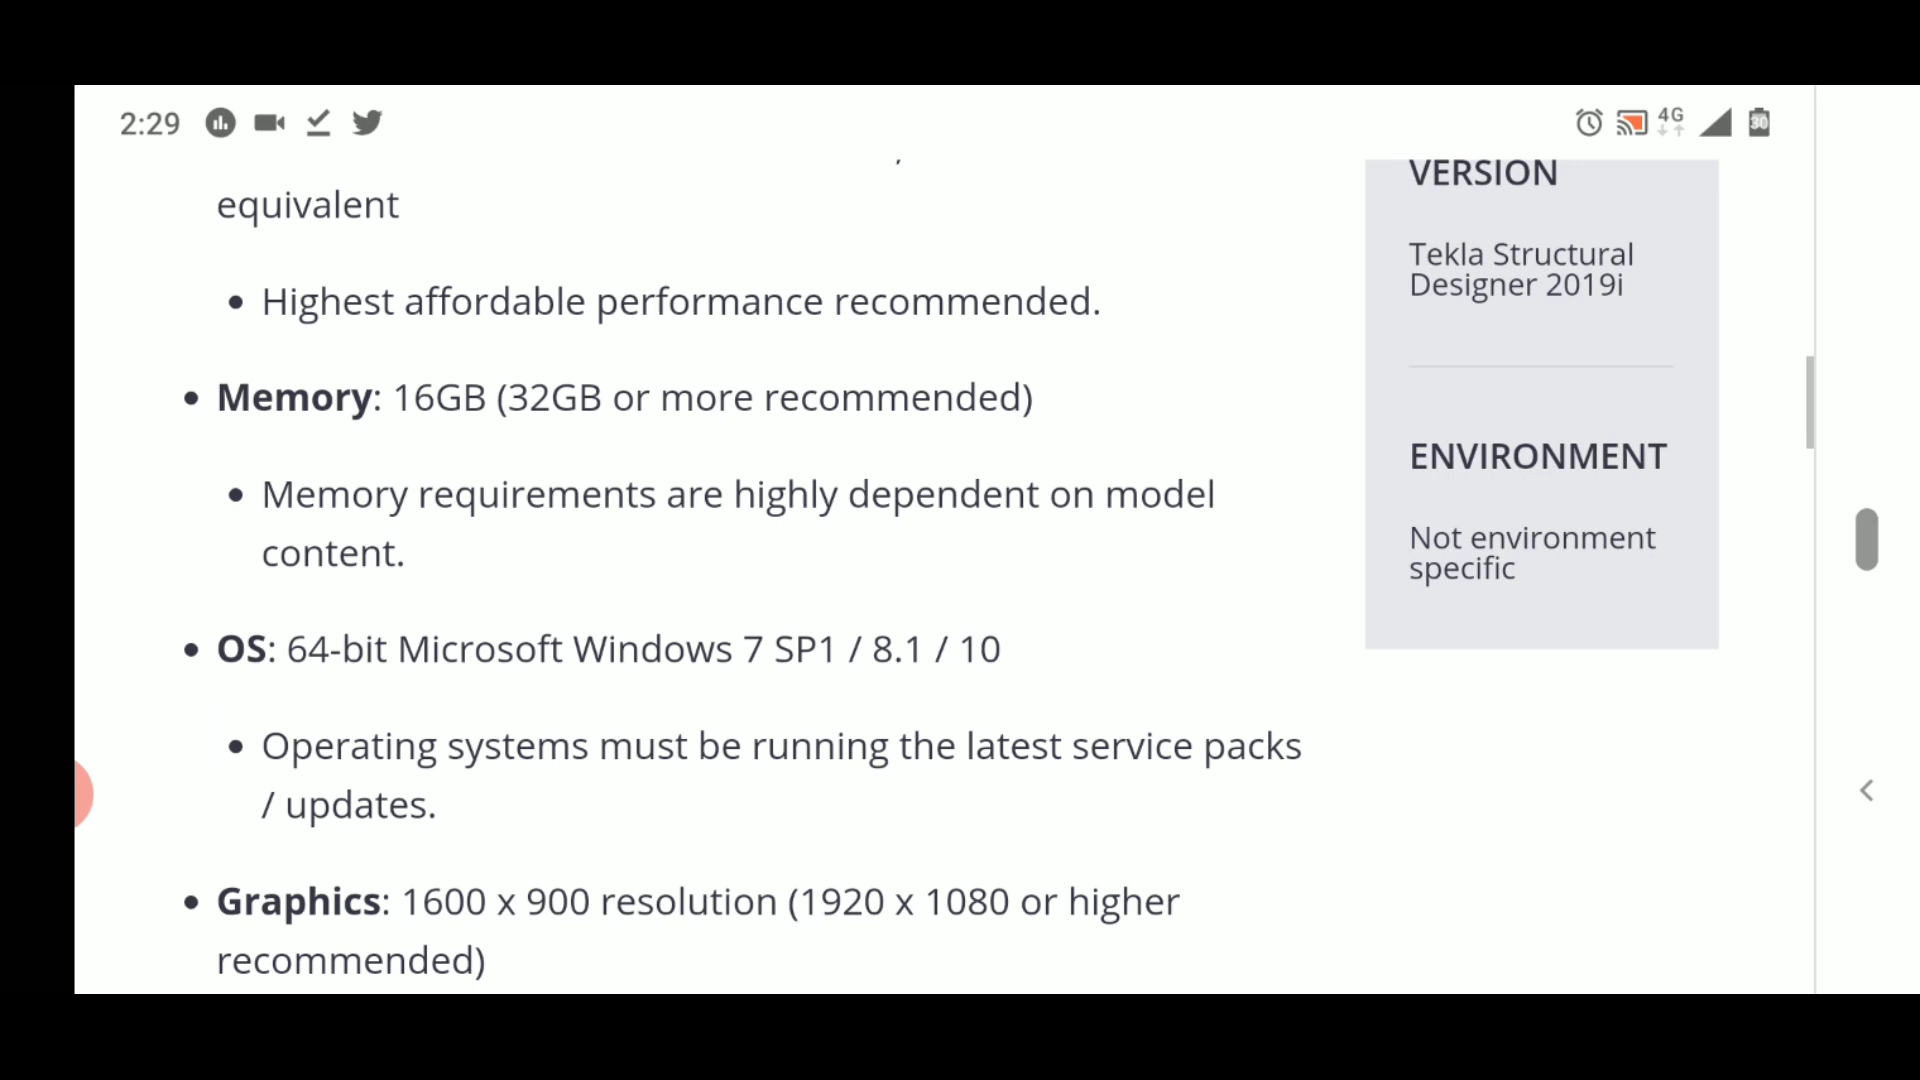 2:29
4G
30
equivalent
• Highest affordable performance recommended.
• Memory: 16GB (32GB or more recommended)
• Memory requirements are highly dependent on model
content.
• OS: 64-bit Microsoft Windows 7 SP1 / 8.1 / 10
• Operating systems must be running the latest service packs
/ updates.
• Graphics: 1600 x 900 resolution (1920 x 1080 or higher
recommended)
VERSION
Tekla Structural
Designer 2019i
ENVIRONMENT
Not environment
specific